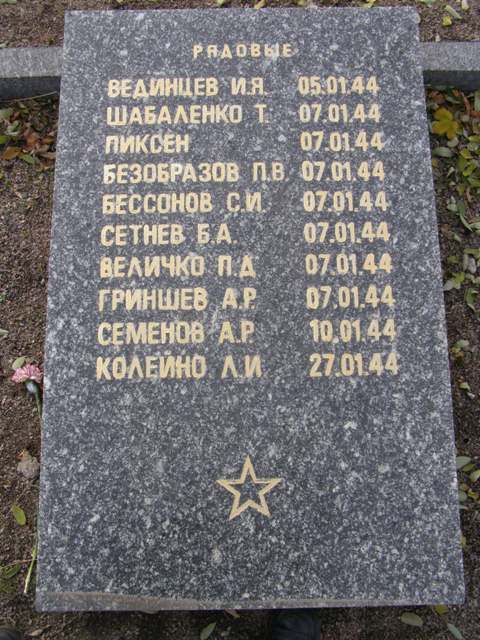 РЯДОВЫЕ
ВЕДИНЦЕВ И.Я. 05.01.44
ШАБАЛЕНКО Т. 07.01.44
ПИКСЕН 07.01.44
БЕЗОБРАЗОВ П.В 07.01.44
БЕССОНОВ С.И. 07.01.44
СЕТНЕВ Б.А. 07.01.44
ВЕЛИЧКО П.Д 07.01.44
ГРИНШЕВ А.Р. 07.01.44
СЕМЕНОВ А.Р. 10.01.44
КОЛЕЙНО Л.И 27.01.44